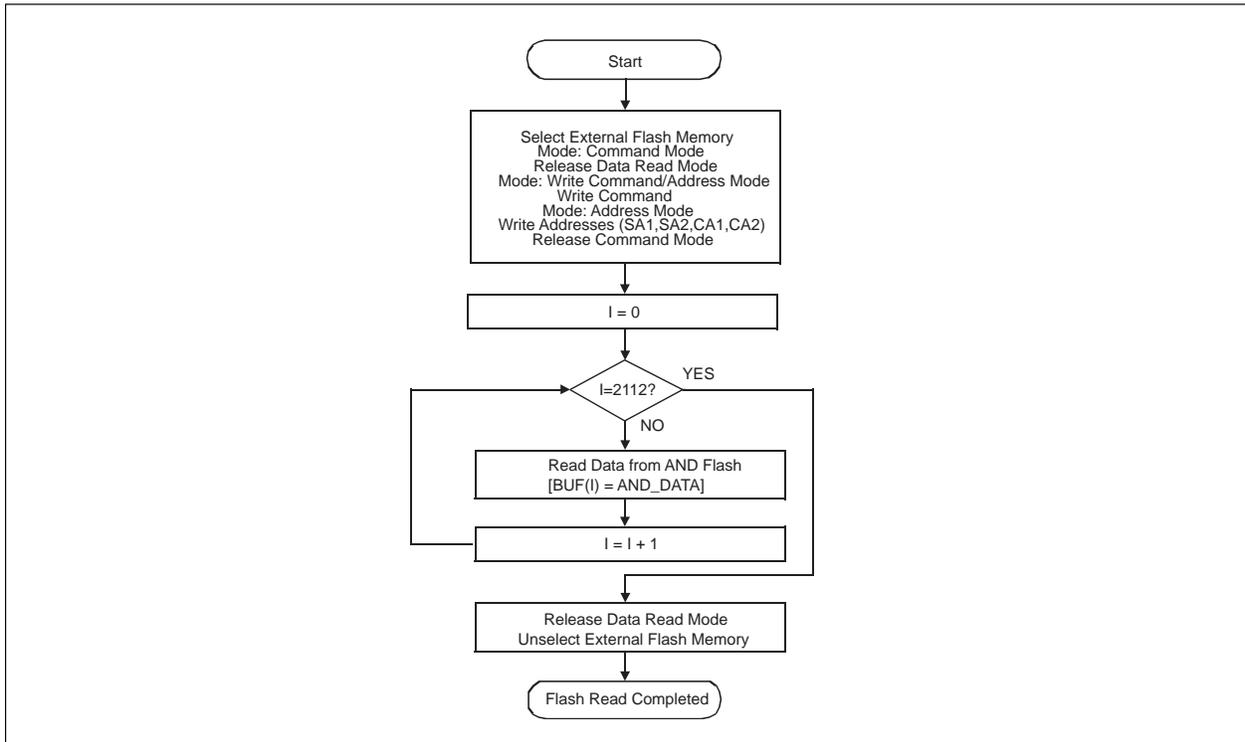 Start
Select External Flash Memory
Mode: Command Mode
Release Data Read Mode
Mode: Write Command/Address Mode
Write Command
Mode: Address Mode
Write Addresses (SA1,SA2,CA1,CA2)
Release Command Mode
I = 0
I=2112?
YES
NO
Read Data from AND Flash
[BUF(I) = AND_DATA]
I = I + 1
Release Data Read Mode
Unselect External Flash Memory
Flash Read Completed